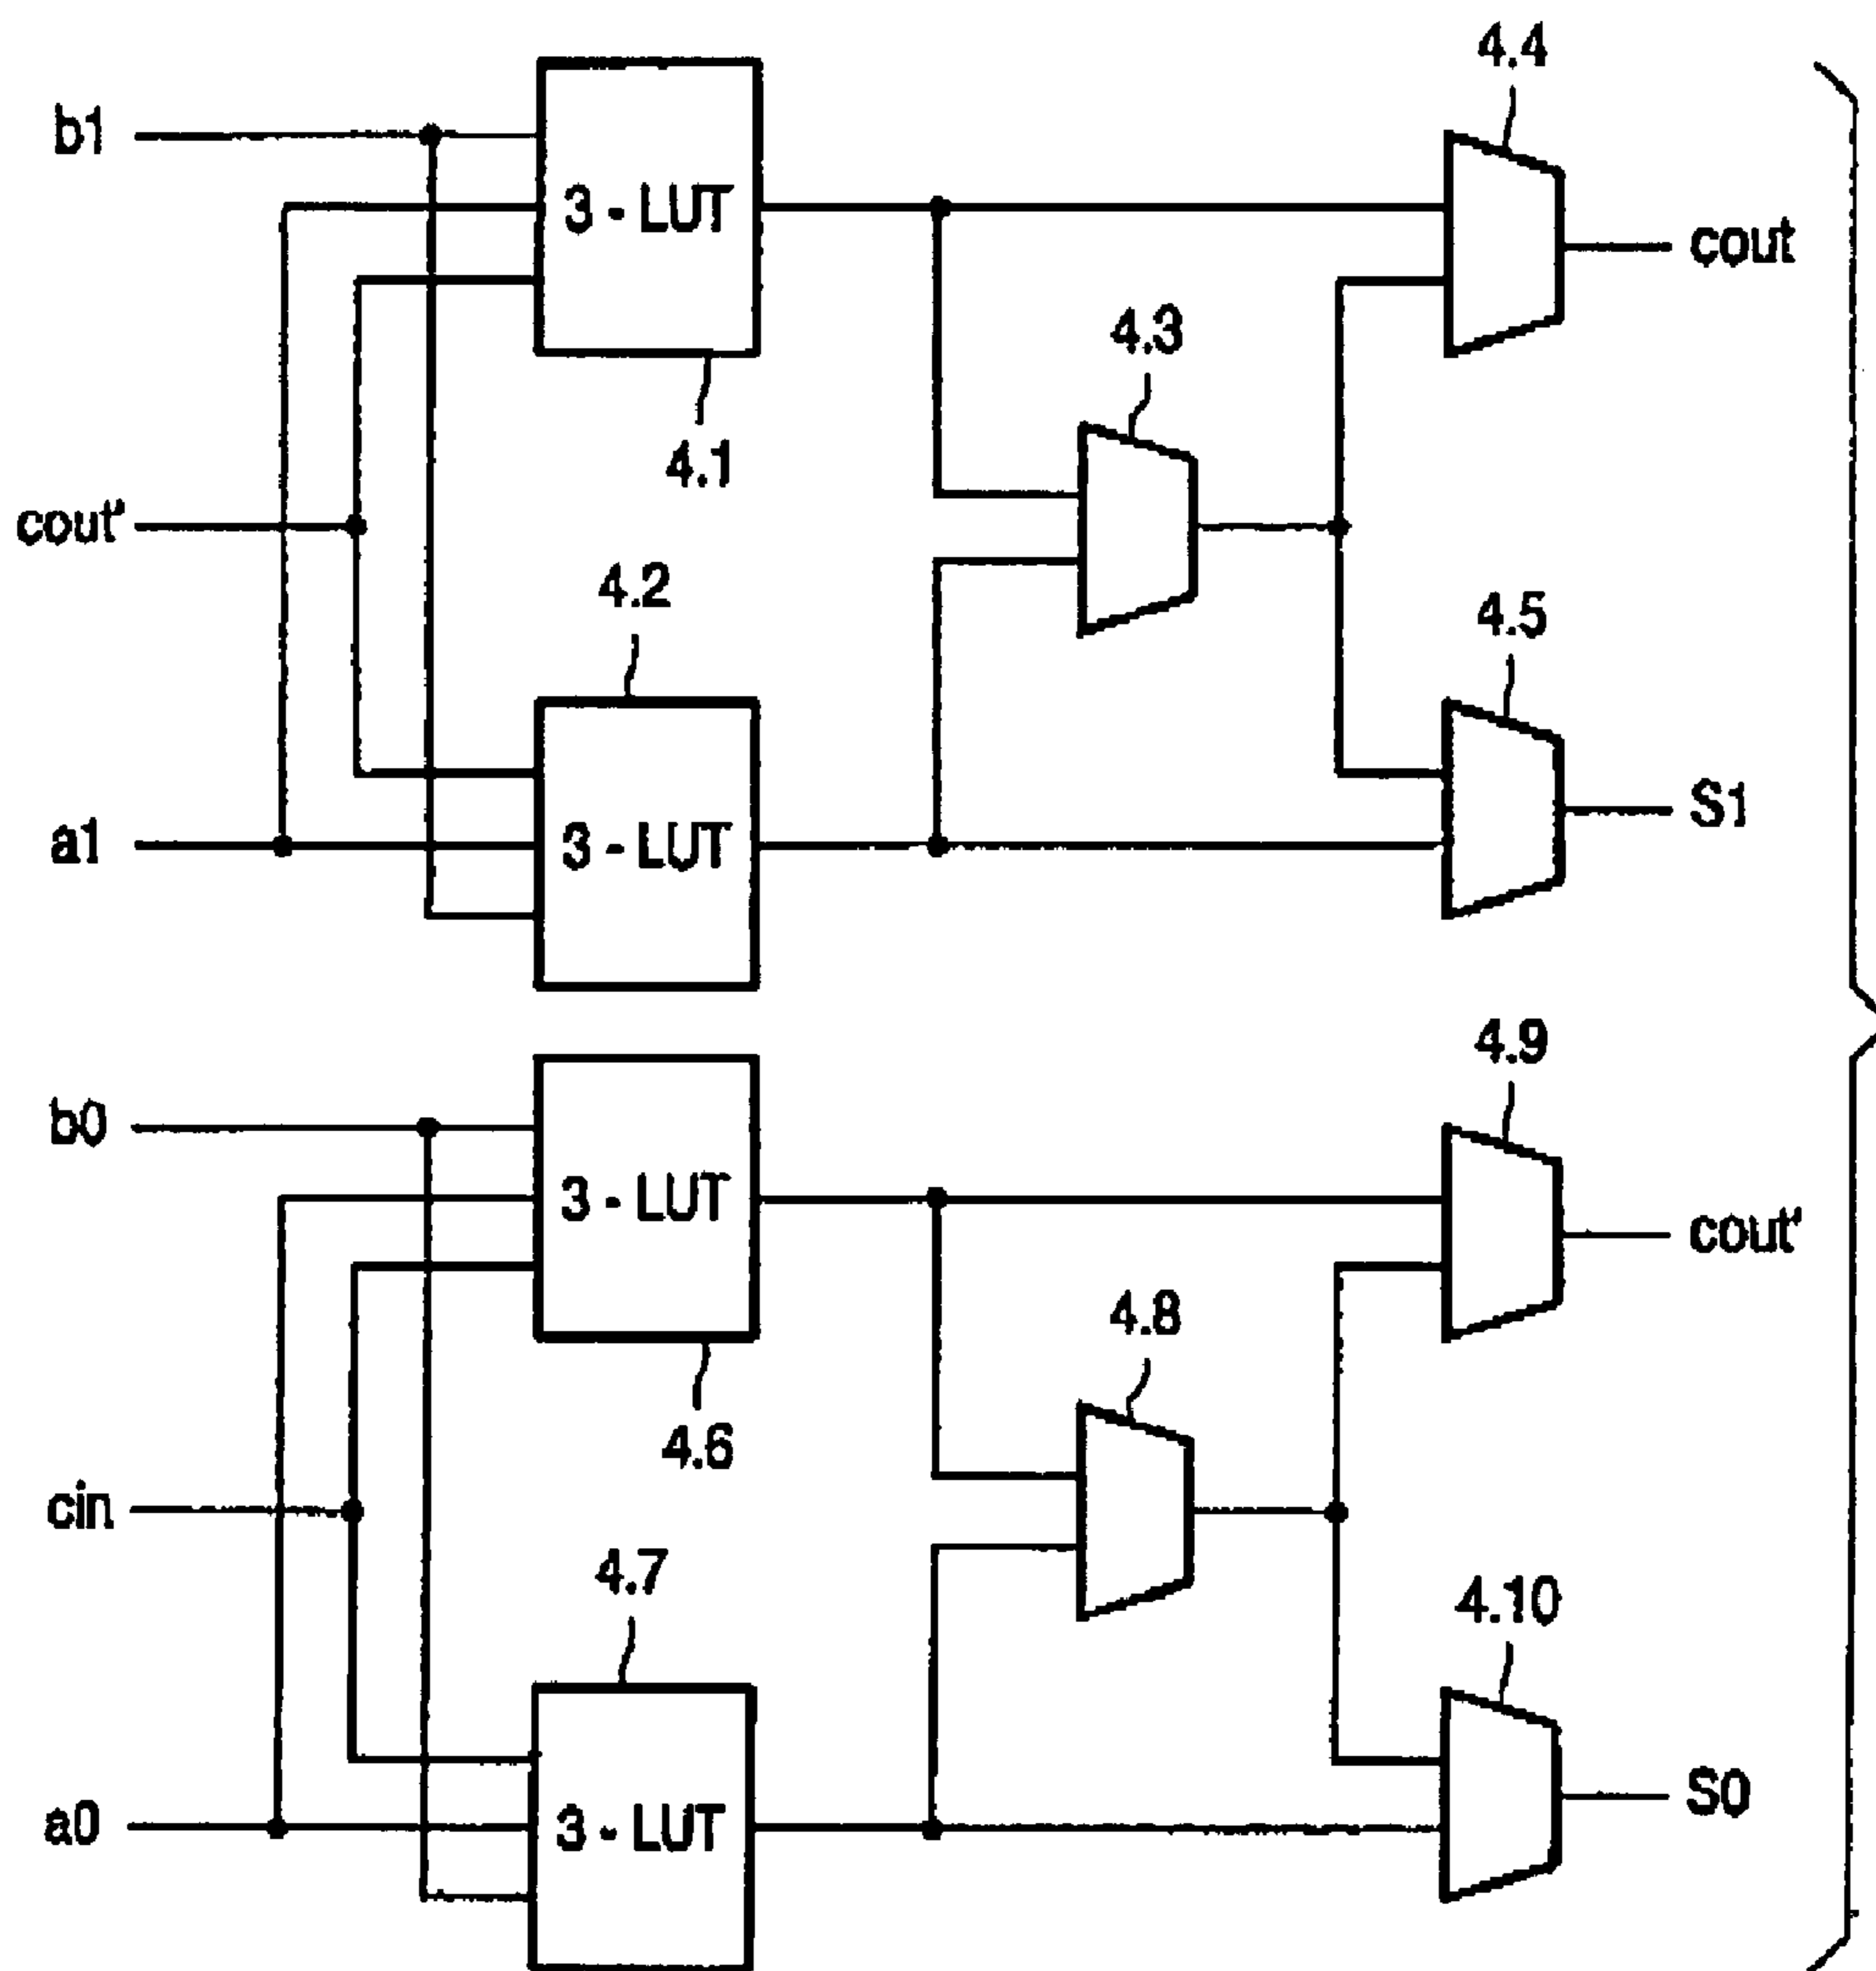 4.4
b1
3 - LUT
cout
4.3
4.1
cout'
4.2
4.5
S1
a1
3 - LUT
4.9
b0
3 - LUT
cout'
4.8
4.6
cin
4.7
4.10
S0
a0
3 - LUT